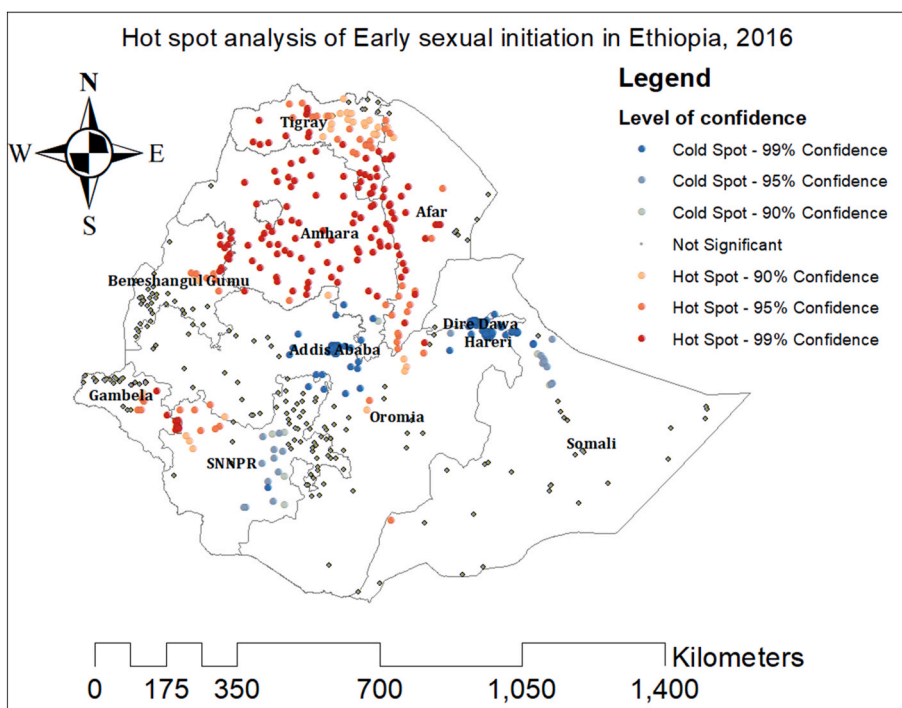 Hot spot analysis of Early sexual initiation in Ethiopia, 2016
N
W
E
S
Legend
Level of confidence
Cold Spot - 99% Confidence
Cold Spot - 95% Confidence
Cold Spot - 90% Confidence
Not Significant
Hot Spot - 90% Confidence
Hot Spot - 95% Confidence
Hot Spot - 99% Confidence
Tigray
Afar
Amhara
Beneshangul Gumu
Dire Dawa
Hareri
Addis Ababa
Gambela
Oromia
Somali
SNNPR
Kilometers
0 175 350 700 1,050 1,400